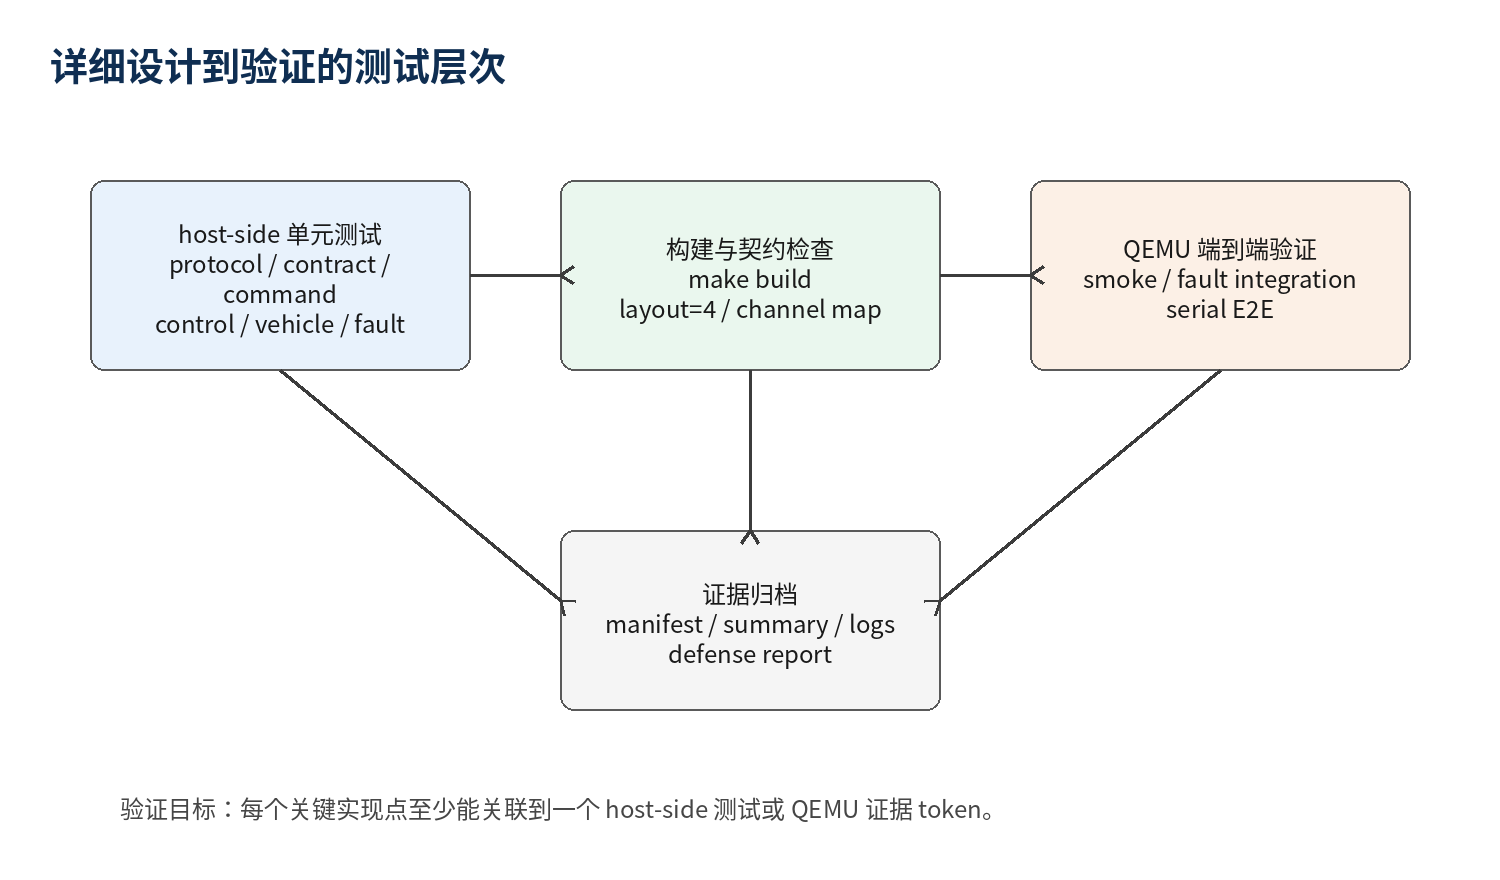 详细设计到验证的测试层次
host-side 单元测试
protocol / contract /
command
control / vehicle / fault
构建与契约检查
make build
layout=4 / channel map
QEMU 端到端验证
smoke / fault integration
serial E2E
证据归档
manifest / summary / logs
defense report
验证目标：每个关键实现点至少能关联到一个 host-side 测试或 QEMU 证据 token。